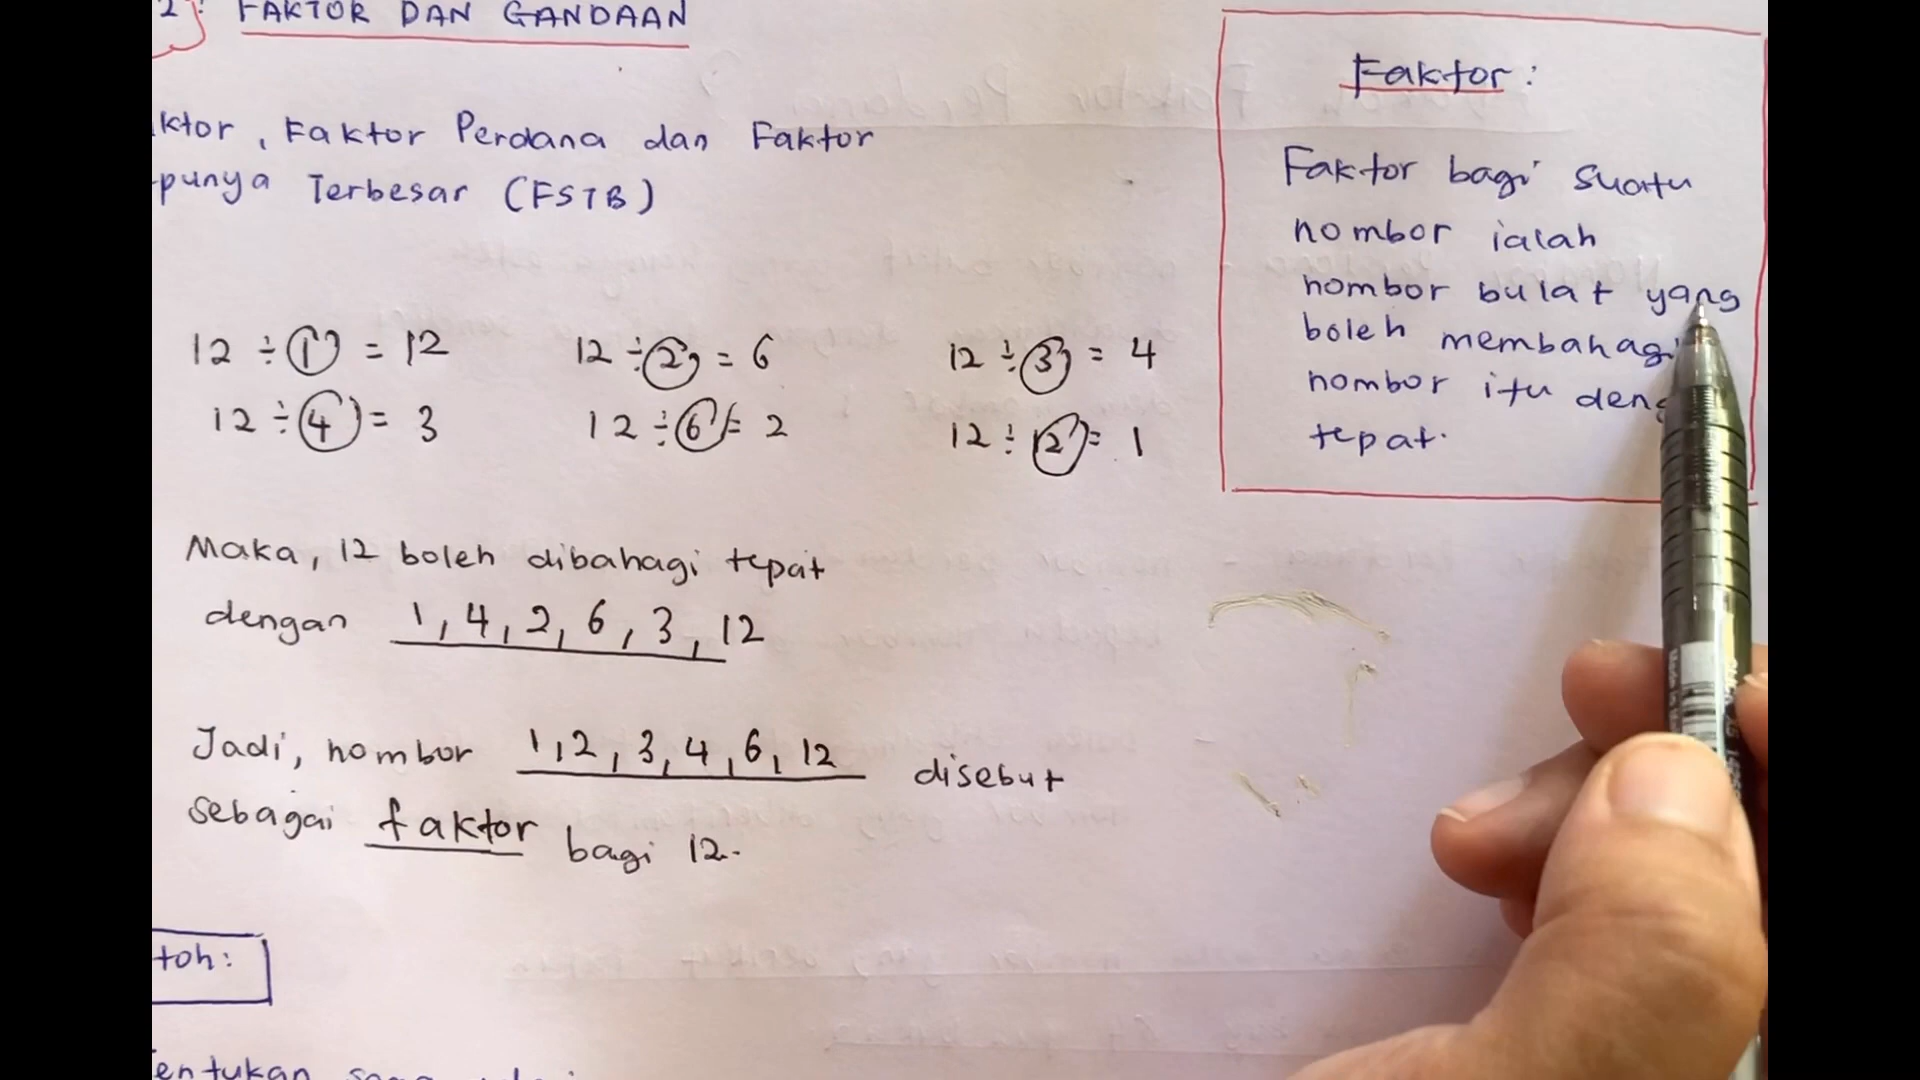 2: FAKTOR DAN GANDAAN
ktor, Faktor Perdana dan Faktor
punya Terbesar (FSTB)
12 ÷ 1 = 12 12 ÷ 2 = 6 12 ÷ 3 = 4
12 ÷ 4 = 3 12 ÷ 6 = 2 12 ÷ 12 = 1
Maka, 12 boleh dibahagi tepat
dengan 1, 4, 2, 6, 3, 12
Jadi, nombor 1, 2, 3, 4, 6, 12 disebut
sebagai faktor bagi 12.
toh:
entukan
Faktor:
Faktor bagi suatu
nombor ialah
nombor bulat yang
boleh membahagi
nombor itu deng
tepat.